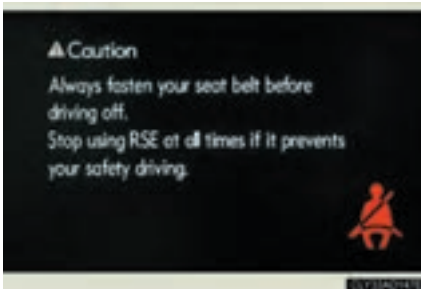 Caution
Always fasten your seat belt before
driving off.
Stop using RSE at all times if it prevents
your safety driving.